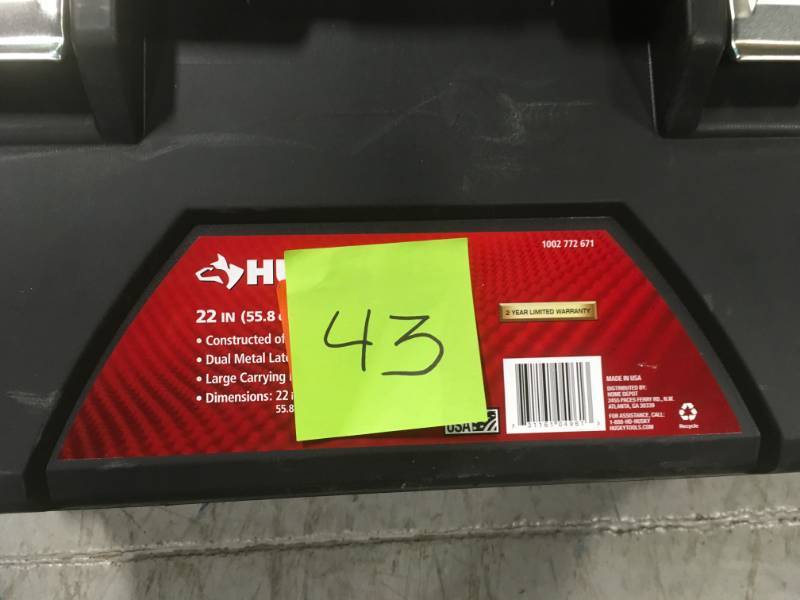 1002 772 671
HU
22 IN (55.8
43
2 YEAR LIMITED WARRANTY
• Constructed of
• Dual Metal
• Large Carrying
• Dimensions: 22
55.8
USA
MADE IN USA
DISTRIBUTED BY:
HOME DEPOT
2455 PACES FERRY RD., N.W.
ATLANTA, GA 30339
FOR ASSISTANCE, CALL:
1-888-HD-HUSKY
HUSKYTOOLS.COM
Recycle